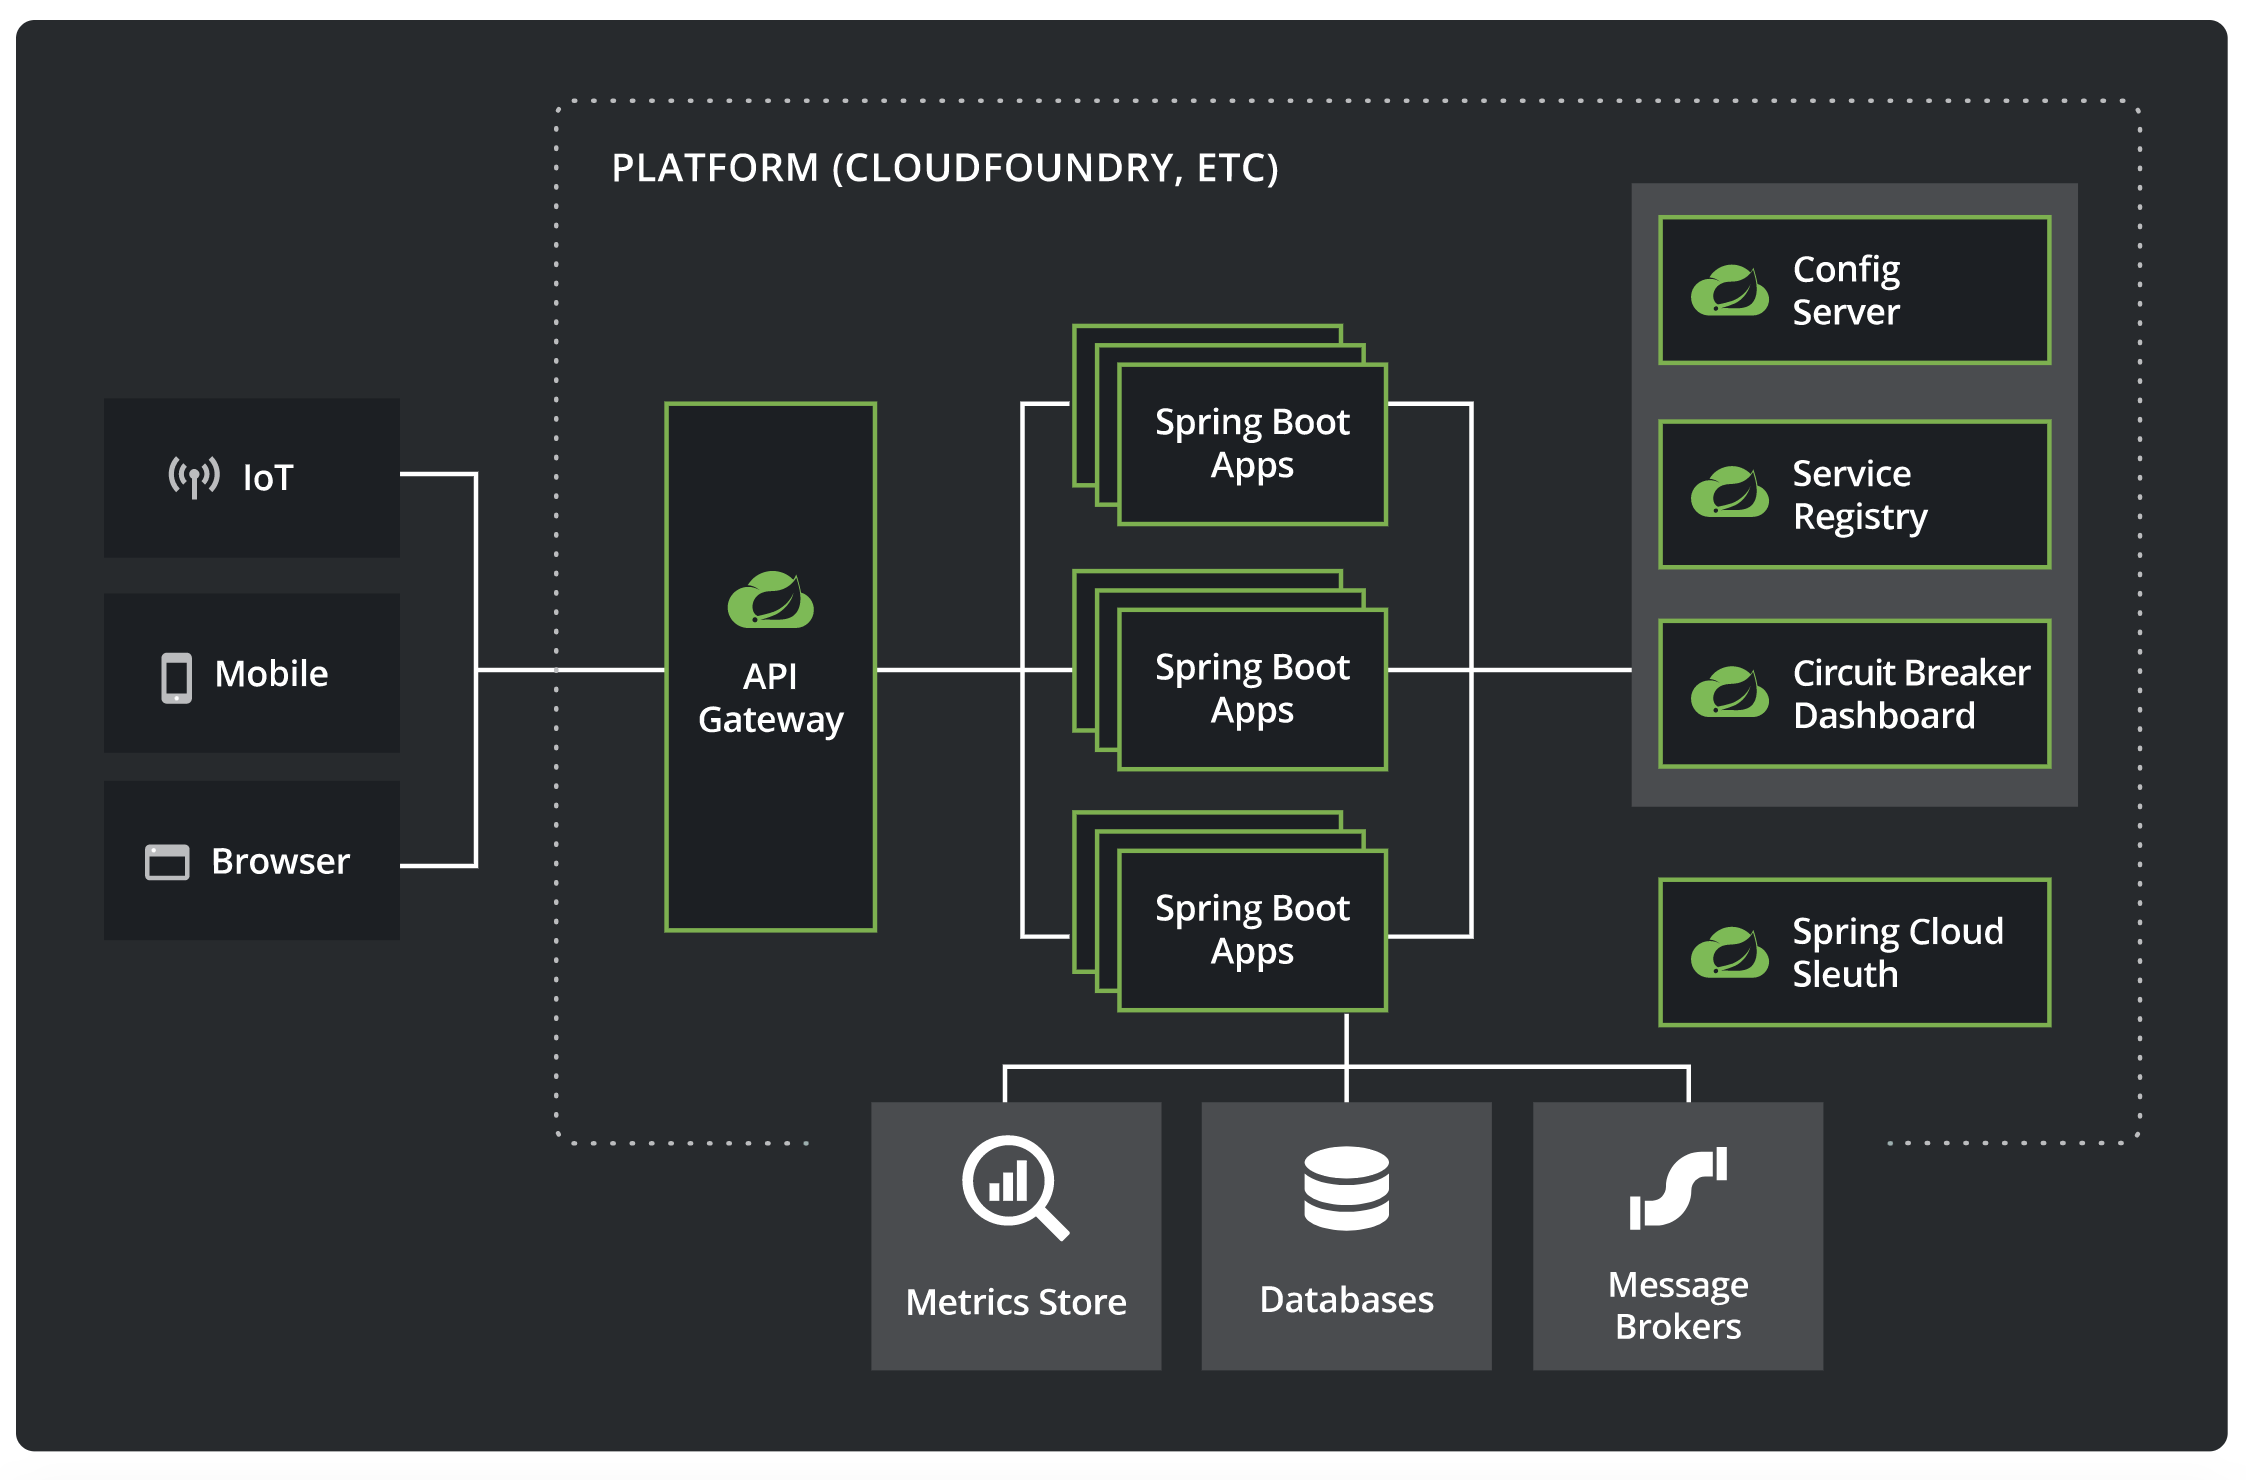 PLATFORM (CLOUDFOUNDRY, ETC)
IoT
Mobile
Browser
API
Gateway
Spring Boot
Apps
Spring Boot
Apps
Spring Boot
Apps
Config
Server
Service
Registry
Circuit Breaker
Dashboard
Spring Cloud
Sleuth
Metrics Store
Databases
Message
Brokers